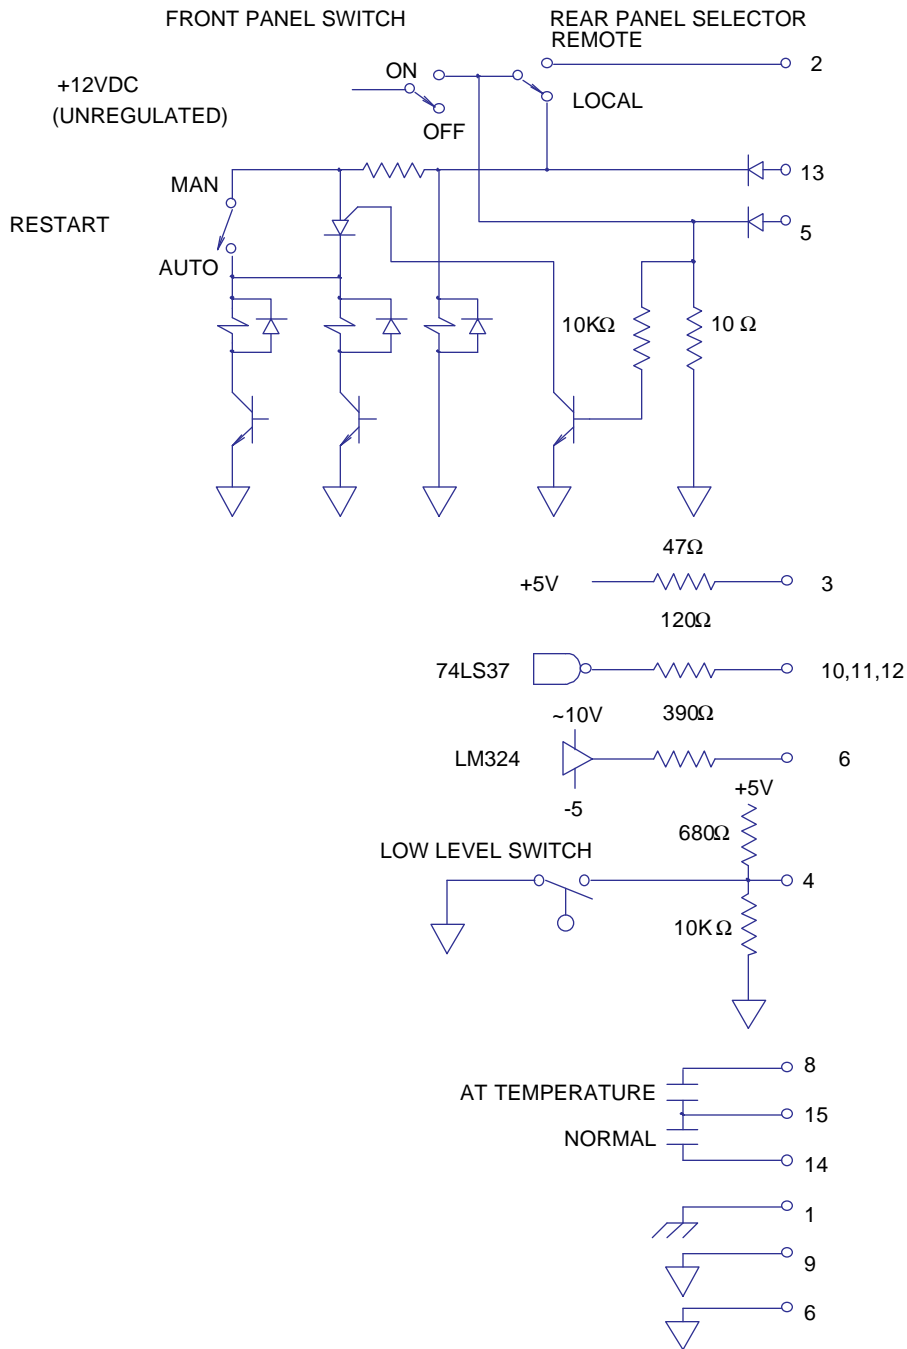 FRONT PANEL SWITCH
REAR PANEL SELECTOR
REMOTE
2
ON
+12VDC
(UNREGULATED)
LOCAL
OFF
13
MAN
RESTART
5
AUTO
10KΩ
10 Ω
47Ω
+5V
3
120Ω
74LS37
10,11,12
~10V
390Ω
LM324
6
-5
+5V
680Ω
LOW LEVEL SWITCH
4
10K Ω
8
AT TEMPERATURE
15
NORMAL
14
1
9
6